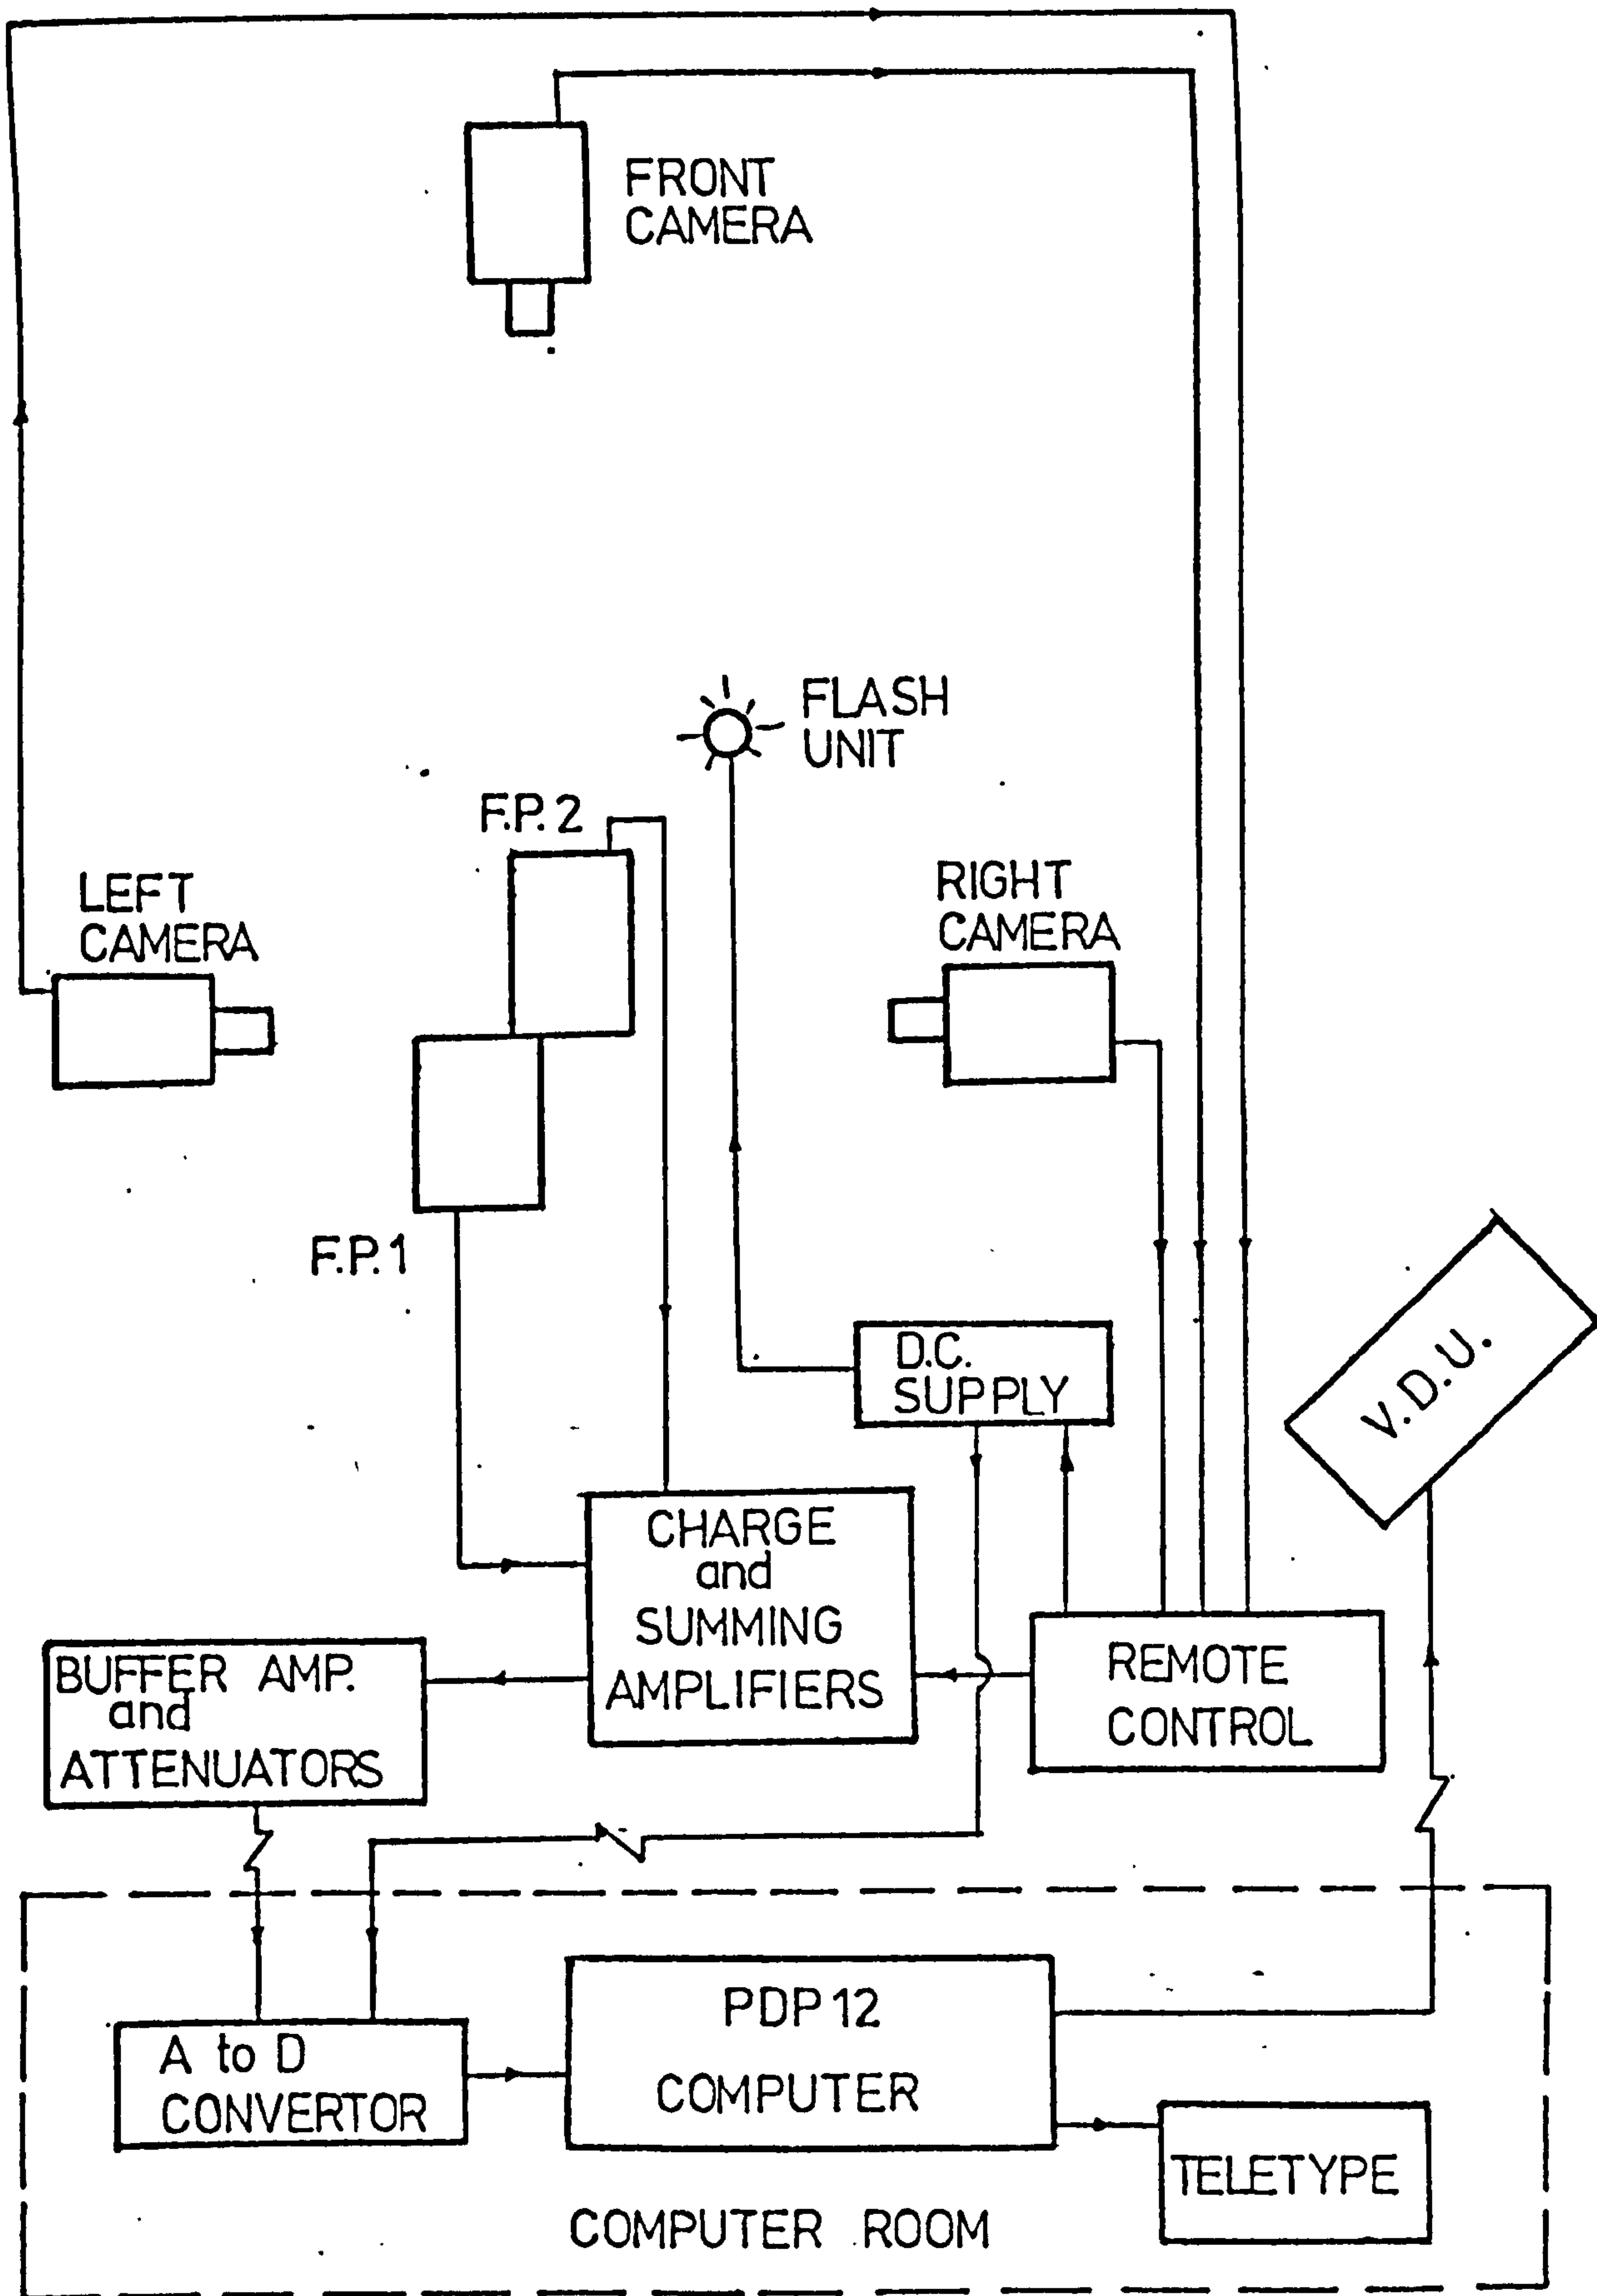 FRONT
CAMERA
FLASH
UNIT
F.P. 2
LEFT
CAMERA
RIGHT
CAMERA
F.P. 1
D.C.
SUPPLY
V.D.U.
CHARGE
and
SUMMING
AMPLIFIERS
BUFFER AMP.
and
ATTENUATORS
REMOTE
CONTROL
PDP 12
COMPUTER
A to D
CONVERTOR
TELETYPE
COMPUTER ROOM